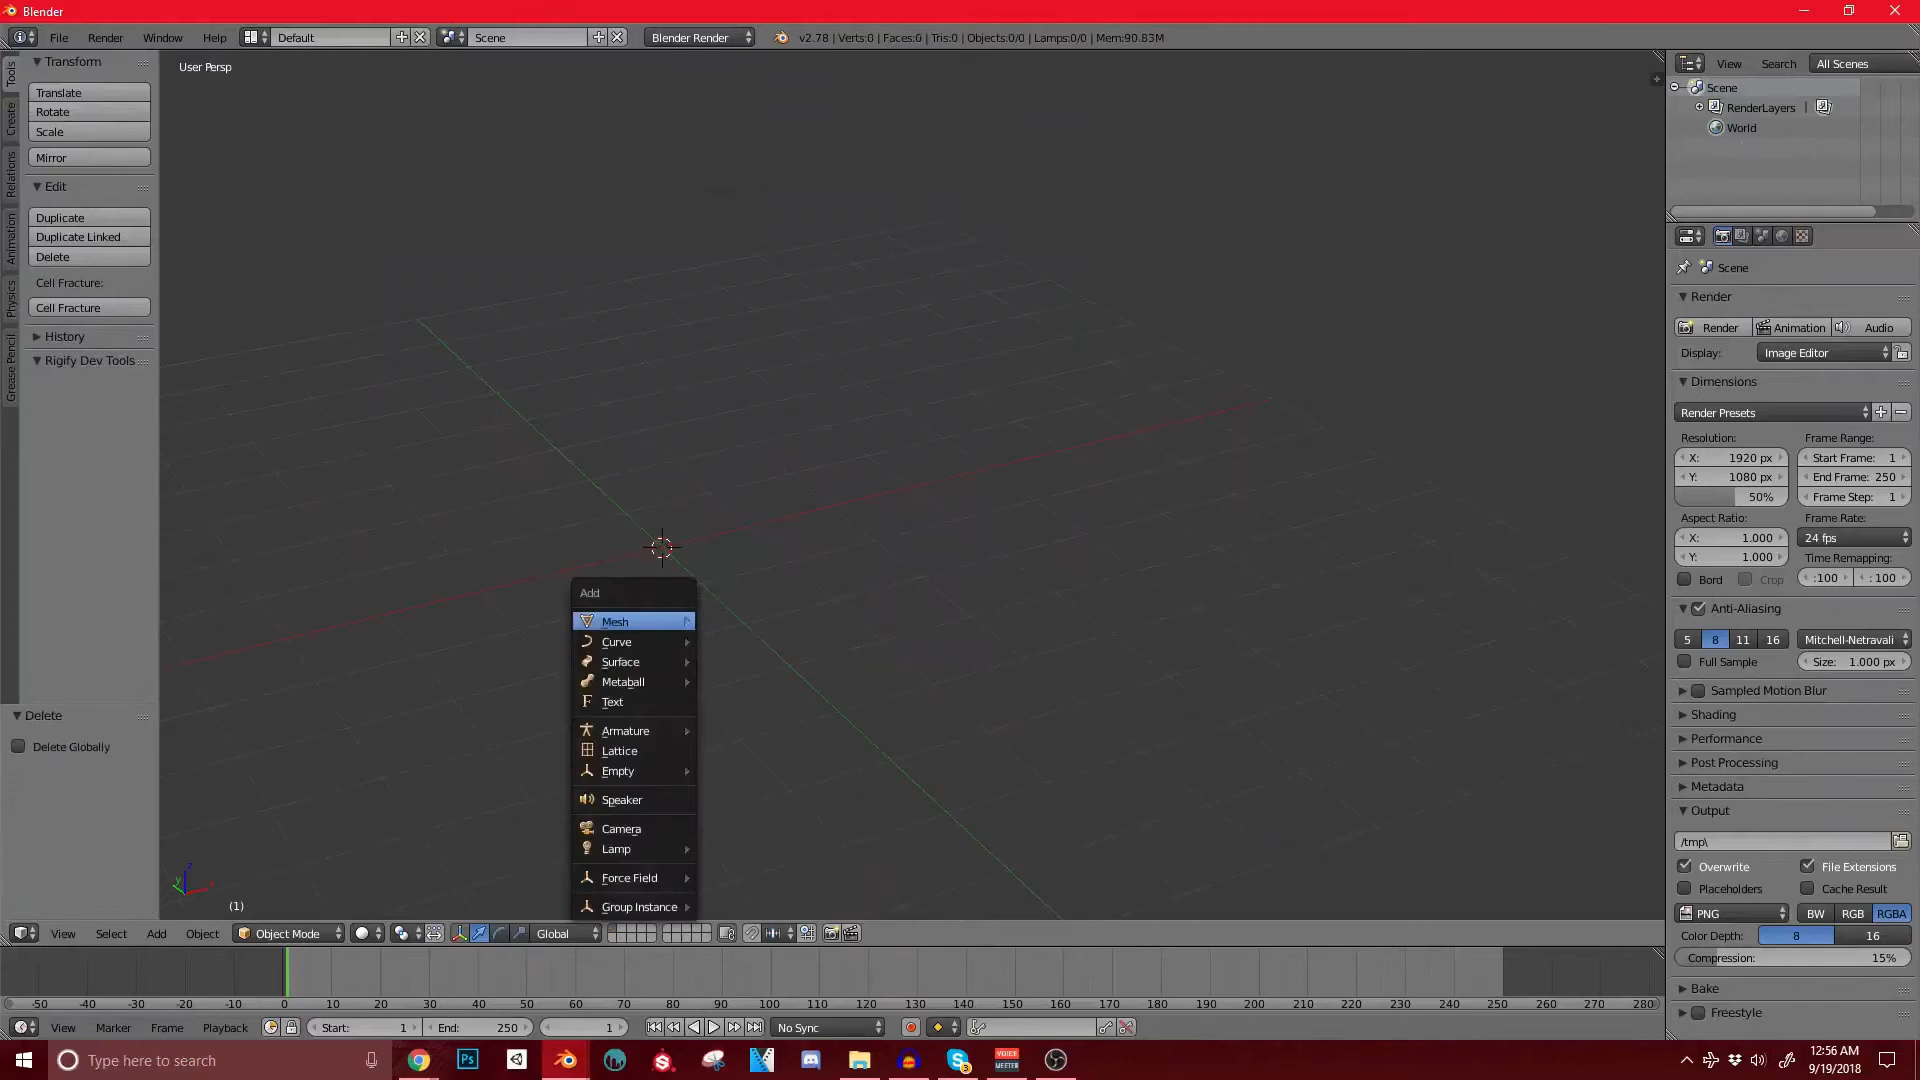 Blender
File Render Window Help Default Scene Blender Render v2.78 | Verts:0 | Faces:0 | Tris:0 | Objects:0/0 | Lamps:0/0 | Mem:90.83M
Tools
Create
Relations
Animation
Physics
Grease Pencil
Transform
Translate
Rotate
Scale
Mirror
Edit
Duplicate
Duplicate Linked
Delete
Cell Fracture:
Cell Fracture
History
Rigify Dev Tools
Delete
Delete Globally
User Persp
Add
Mesh
Curve
Surface
Metaball
F Text
Armature
Lattice
Empty
Speaker
Camera
Lamp
Force Field
Group Instance
z
y
x
(1)
View Select Add Object Object Mode Global
-50 -40 -30 -20 -10 0 10 20 30 40 50 60 70 80 90 100 110 120 130 140 150 160 170 180 190 200 210 220 230 240 250 260 270 280
View Marker Frame Playback Start: 1 End: 250 1 No Sync
View Search All Scenes
Scene
RenderLayers |
World
Scene
Render
Render Animation Audio
Display: Image Editor
Dimensions
Render Presets
Resolution: Frame Range:
X: 1920 px Start Frame: 1
Y: 1080 px End Frame: 250
50% Frame Step: 1
Aspect Ratio: Frame Rate:
X: 1.000 24 fps
Y: 1.000 Time Remapping:
Bord Crop :100 : 100
Anti-Aliasing
5 8 11 16 Mitchell-Netravali
Full Sample Size: 1.000 px
Sampled Motion Blur
Shading
Performance
Post Processing
Metadata
Output
/tmp\
Overwrite File Extensions
Placeholders Cache Result
PNG BW RGB RGBA
Color Depth: 8 16
Compression: 15%
Bake
Freestyle
Type here to search Ps S 3 VOICE MEETER
12:56 AM
9/19/2018